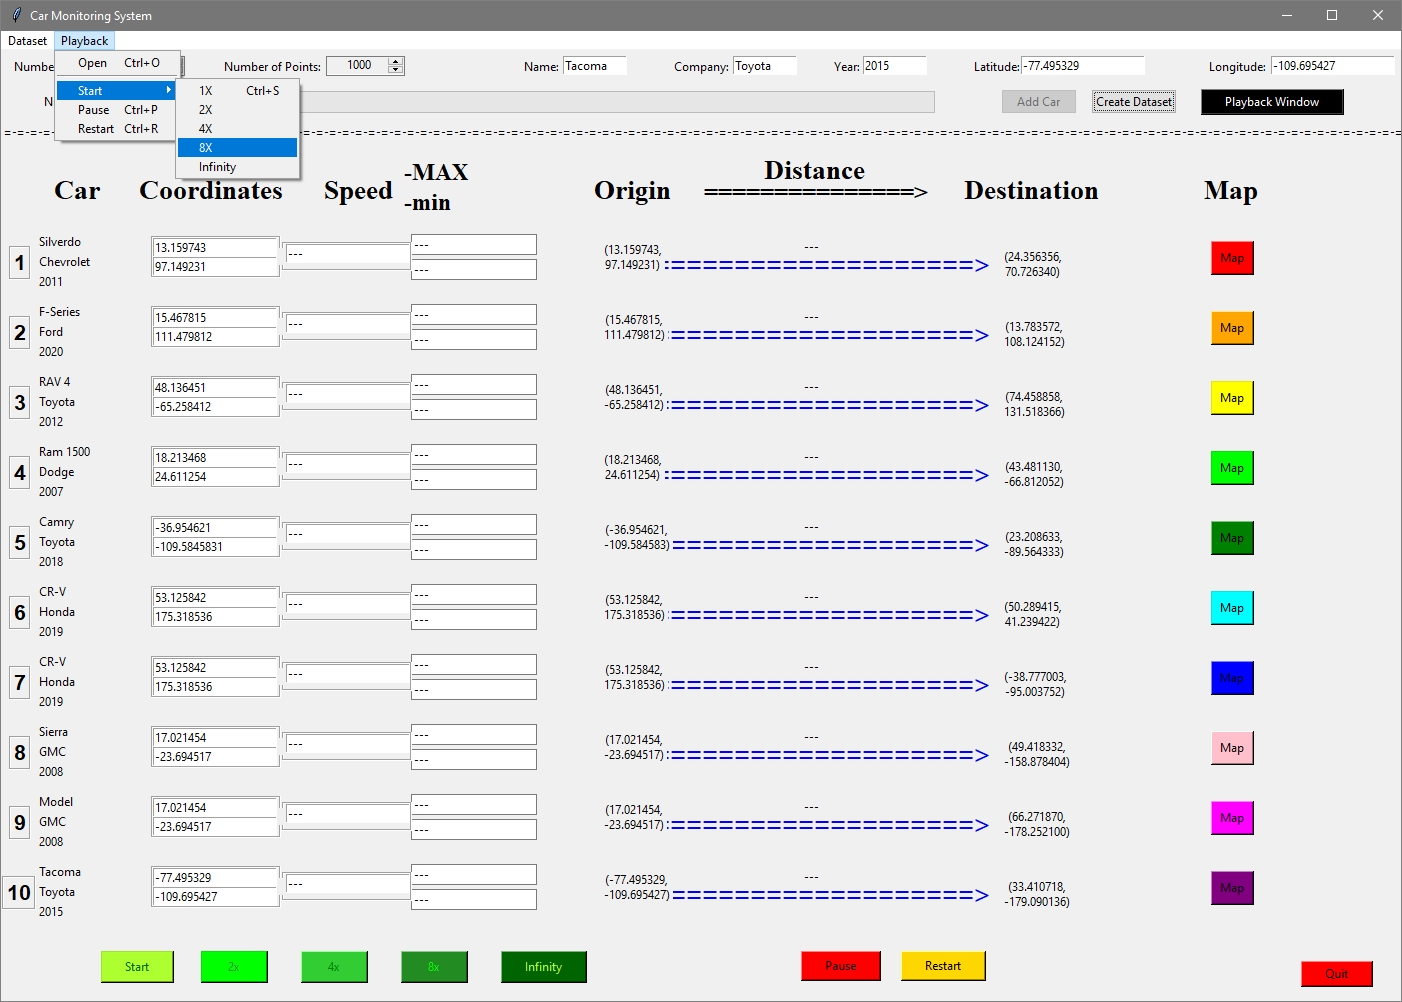 Car Monitoring System
Dataset Playback
Open Ctrl+O
Start
Pause Ctrl+P
Restart Ctrl+R
1X Ctrl+S
2X
4X
8X
Infinity
Number of Points: 1000 Name: Tacoma Company: Toyota Year: 2015 Latitude: -77.495329 Longitude: -109.695427
Add Car Create Dataset Playback Window
Car Coordinates Speed -MAX -min Origin Distance ===============> Destination Map
1 Silverdo Chevrolet 2011 13.159743 97.149231 --- --- --- (13.159743, 97.149231) --- (24.356356, 70.726340) Map
2 F-Series Ford 2020 15.467815 111.479812 --- --- --- (15.467815, 111.479812) --- (13.783572, 108.124152) Map
3 RAV 4 Toyota 2012 48.136451 -65.258412 --- --- --- (48.136451, -65.258412) --- (74.458858, 131.518366) Map
4 Ram 1500 Dodge 2007 18.213468 24.611254 --- --- --- (18.213468, 24.611254) --- (43.481130, -66.812052) Map
5 Camry Toyota 2018 -36.954621 -109.5845831 --- --- --- (-36.954621, -109.584583) --- (23.208633, -89.564333) Map
6 CR-V Honda 2019 53.125842 175.318536 --- --- --- (53.125842, 175.318536) --- (50.289415, 41.239422) Map
7 CR-V Honda 2019 53.125842 175.318536 --- --- --- (53.125842, 175.318536) --- (-38.777003, -95.003752) Map
8 Sierra GMC 2008 17.021454 -23.694517 --- --- --- (17.021454, -23.694517) --- (49.418332, -158.878404) Map
9 Model GMC 2008 17.021454 -23.694517 --- --- --- (17.021454, -23.694517) --- (66.271870, -178.252100) Map
10 Tacoma Toyota 2015 -77.495329 -109.695427 --- --- --- (-77.495329, -109.695427) --- (33.410718, -179.090136) Map
Start 2x 4x 8x Infinity Pause Restart Quit